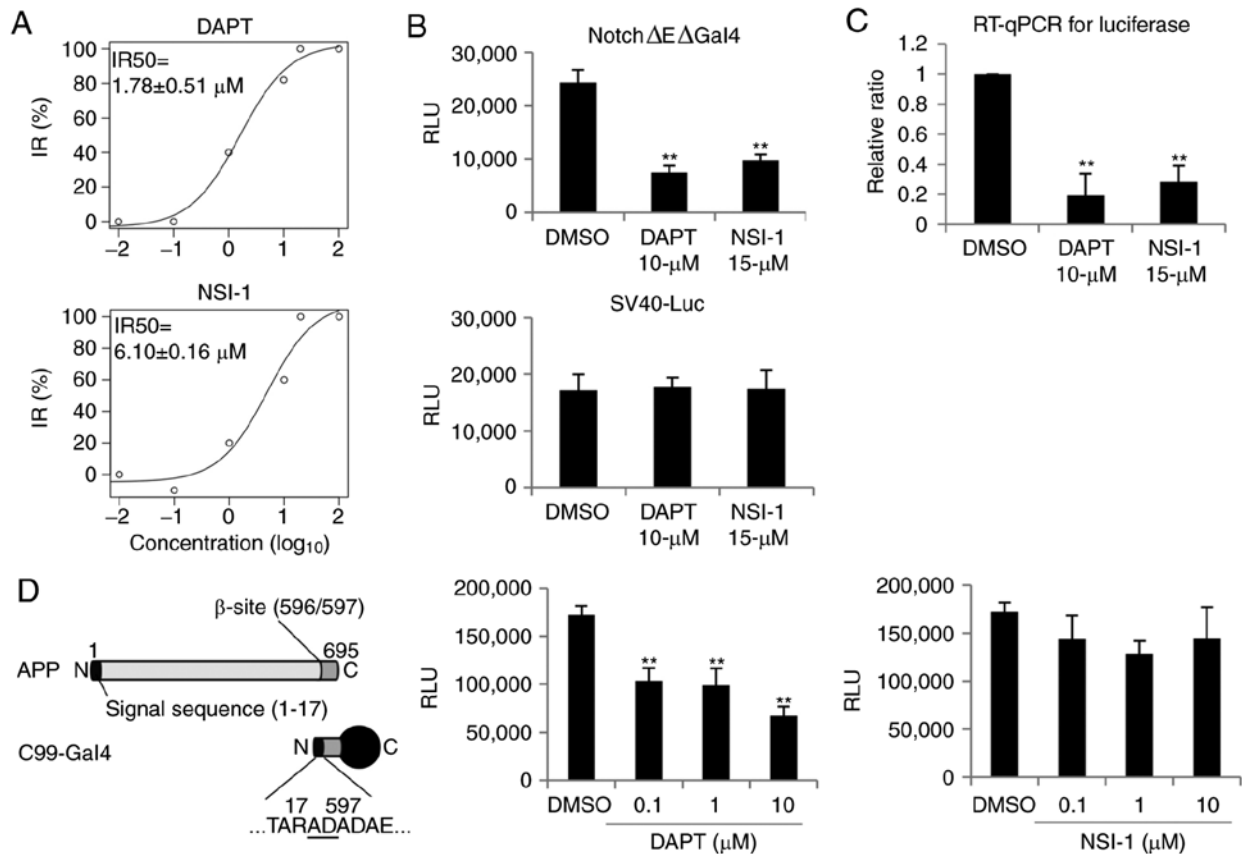 A
DAPT
IR50=
1.78±0.51 μM
IR (%)
100
80
60
40
20
0
−2
−1
0
1
2
NSI-1
IR50=
6.10±0.16 μM
IR (%)
100
80
60
40
20
0
−2
−1
0
1
2
Concentration (log10)
B
NotchΔEΔGal4
RLU
30,000
20,000
10,000
0
**
**
DMSO
DAPT
10-μM
NSI-1
15-μM
SV40-Luc
RLU
30,000
20,000
10,000
0
DMSO
DAPT
10-μM
NSI-1
15-μM
C
RT-qPCR for luciferase
Relative ratio
1.2
1
0.8
0.6
0.4
0.2
0
**
**
DMSO
DAPT
10-μM
NSI-1
15-μM
D
β-site (596/597)
1
695
APP
N
C
Signal sequence (1-17)
C99-Gal4
N
C
17
597
...TARADADAE...
RLU
200,000
150,000
100,000
50,000
0
**
**
**
DMSO
0.1
1
10
DAPT (μM)
RLU
200,000
150,000
100,000
50,000
0
DMSO
0.1
1
10
NSI-1 (μM)